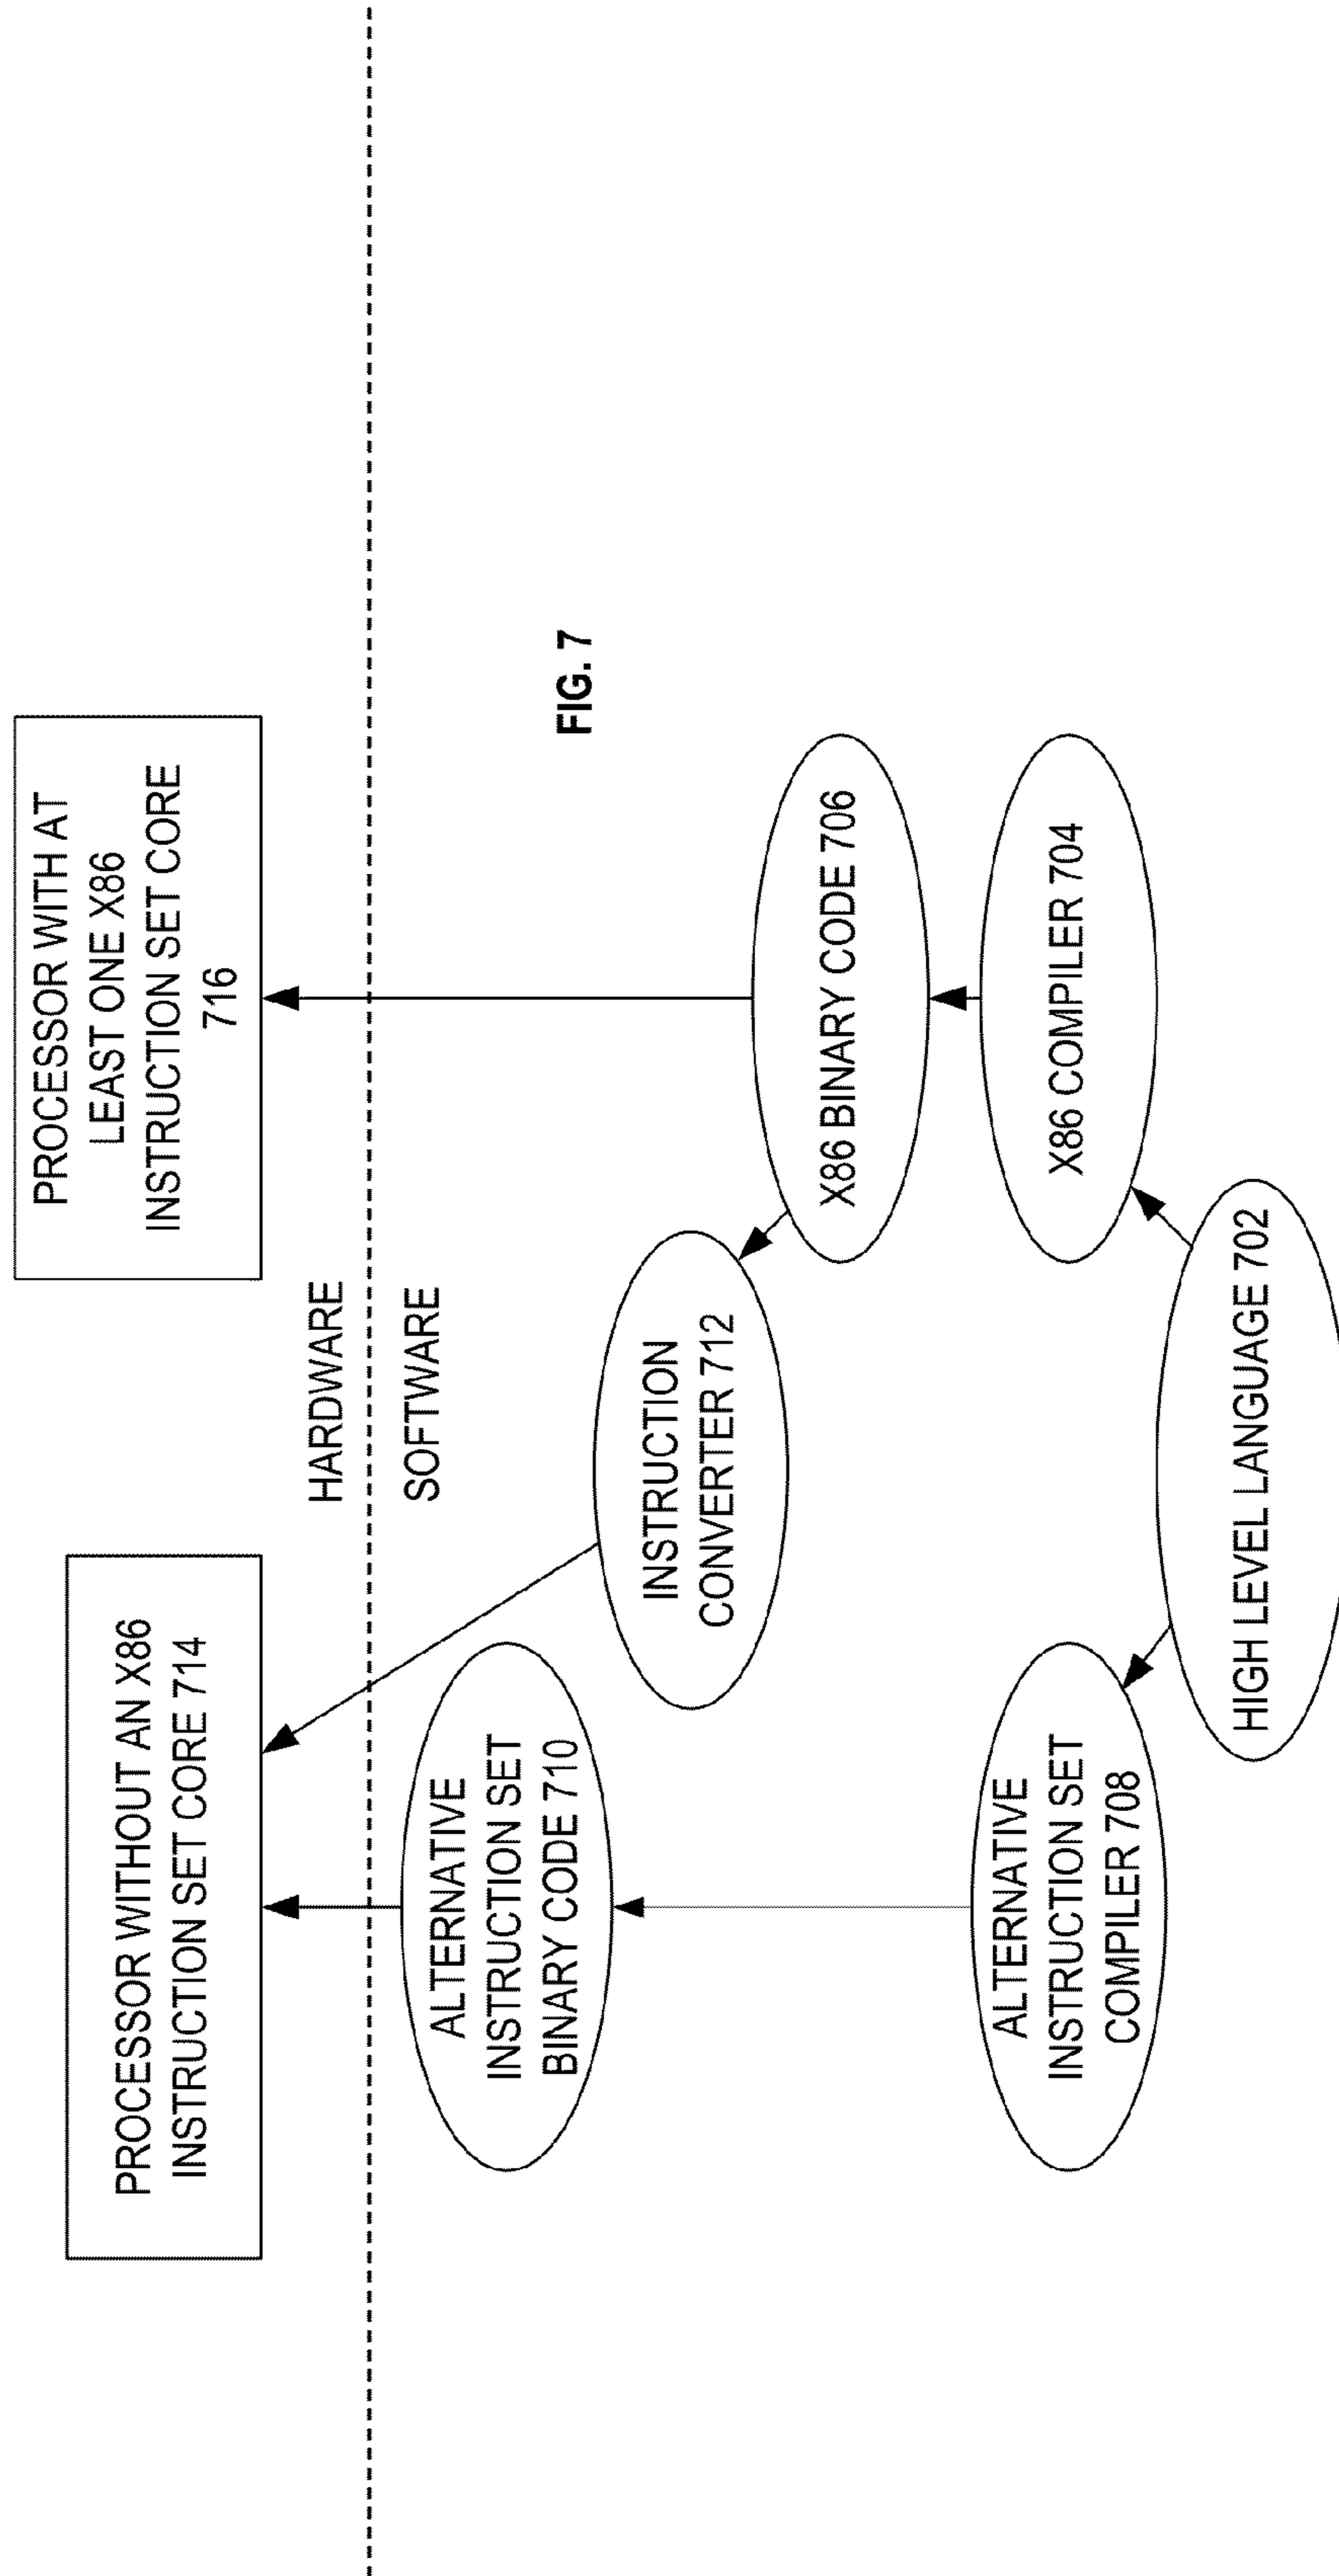 PROCESSOR WITHOUT AN X86
INSTRUCTION SET CORE 714
PROCESSOR WITH AT
LEAST ONE X86
INSTRUCTION SET CORE
716
HARDWARE
SOFTWARE
ALTERNATIVE
INSTRUCTION SET
BINARY CODE 710
INSTRUCTION
CONVERTER 712
FIG. 7
X86 BINARY CODE 706
ALTERNATIVE
INSTRUCTION SET
COMPILER 708
X86 COMPILER 704
HIGH LEVEL LANGUAGE 702